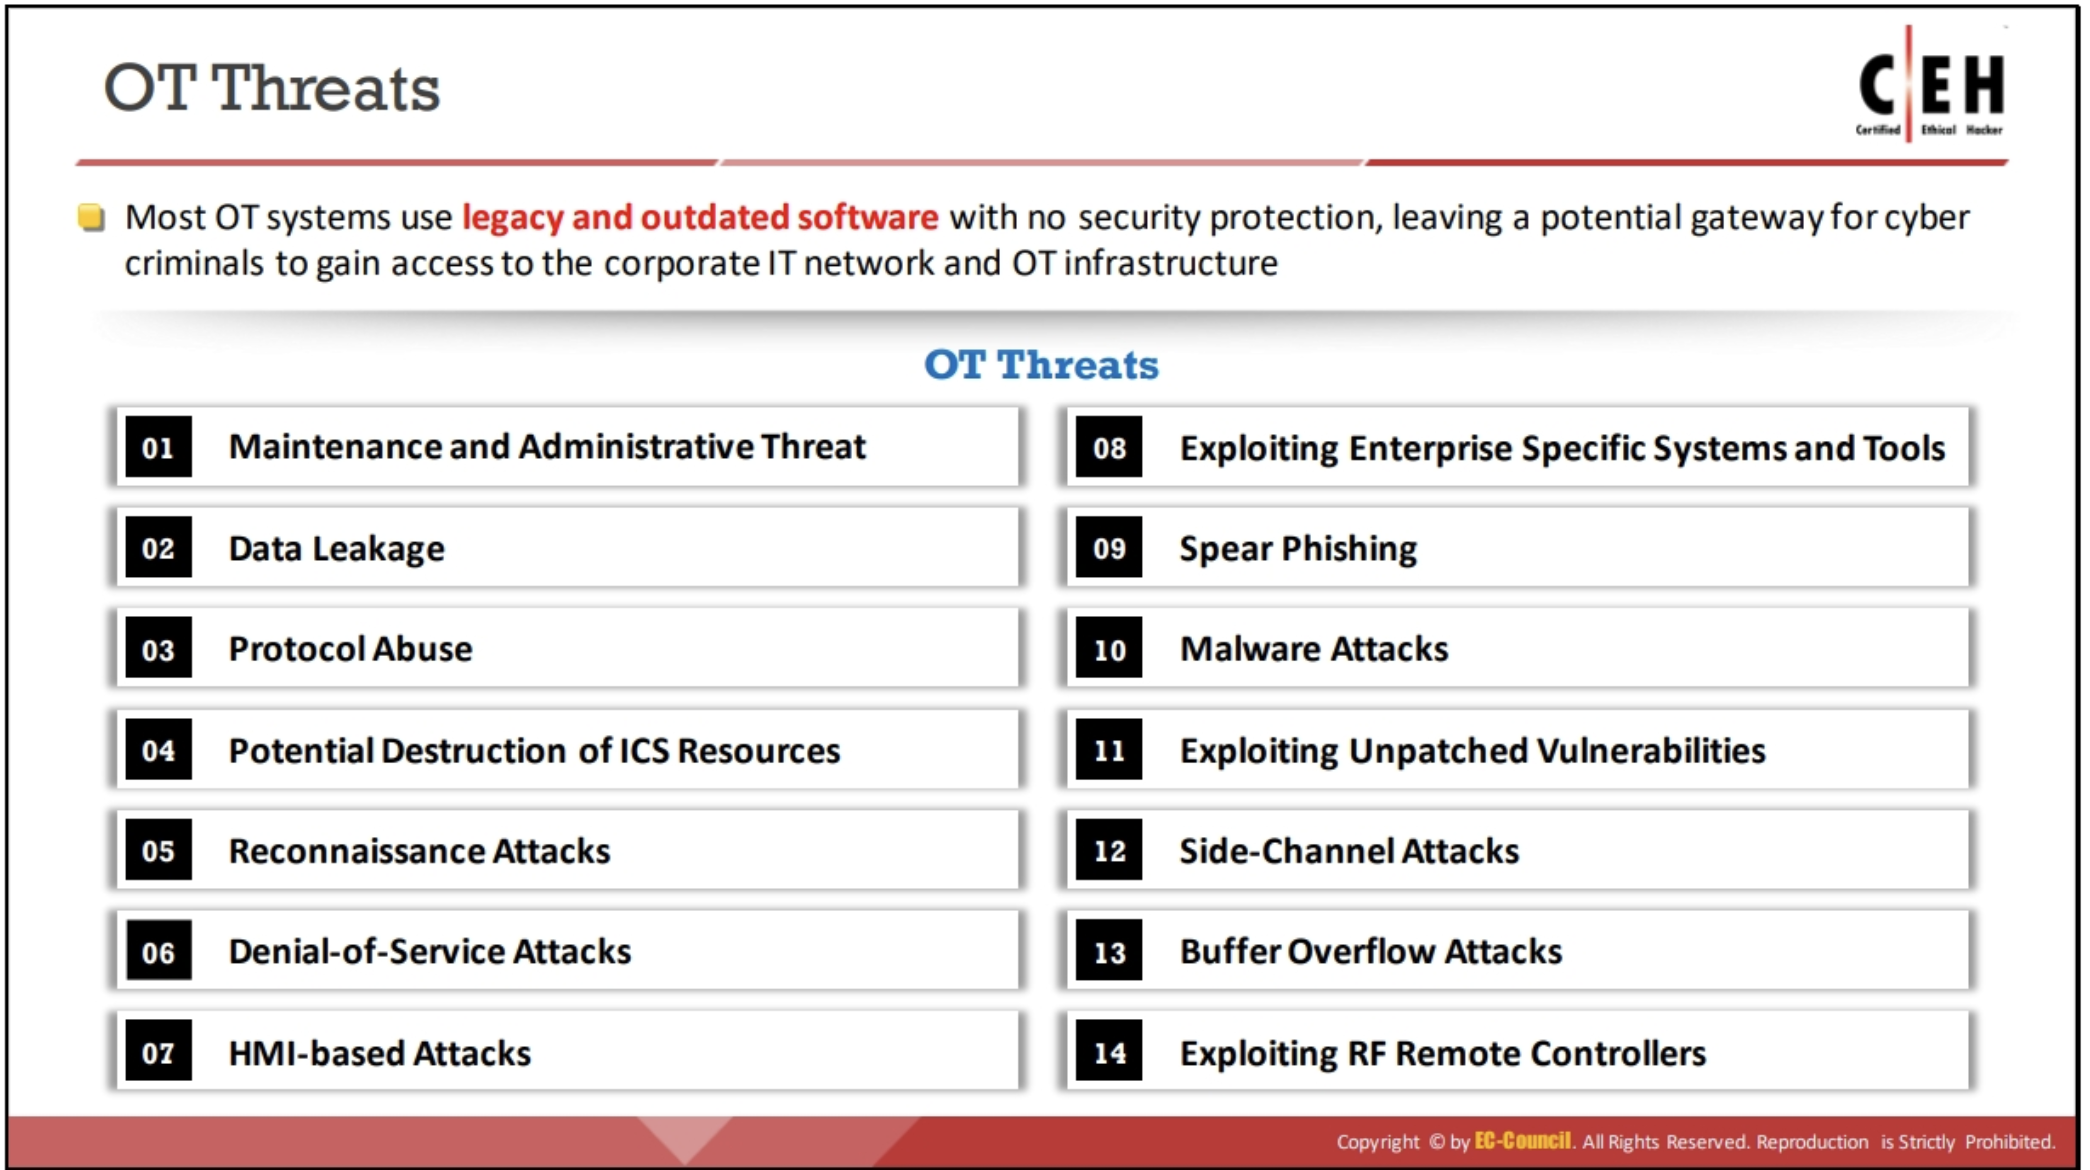 OT Threats
C EH
Certified Ethical Hacker
Most OT systems use legacy and outdated software with no security protection, leaving a potential gateway for cyber
criminals to gain access to the corporate IT network and OT infrastructure
OT Threats
01 Maintenance and Administrative Threat
02 Data Leakage
03 Protocol Abuse
04 Potential Destruction of ICS Resources
05 Reconnaissance Attacks
06 Denial-of-Service Attacks
07 HMI-based Attacks
08 Exploiting Enterprise Specific Systems and Tools
09 Spear Phishing
10 Malware Attacks
11 Exploiting Unpatched Vulnerabilities
12 Side-Channel Attacks
13 Buffer Overflow Attacks
14 Exploiting RF Remote Controllers
Copyright © by EC-Council. All Rights Reserved. Reproduction is Strictly Prohibited.